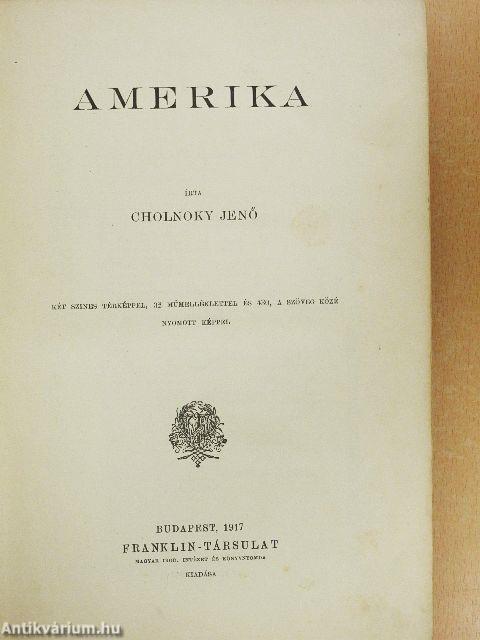 AMERIKA
ÍRTA
CHOLNOKY JENŐ
KÉT SZINES TÉRKÉPPEL, 32 MŰMELLÉKLETTEL ÉS 430, A SZÖVEG KÖZÉ
NYOMOTT KÉPPEL
BUDAPEST, 1917
FRANKLIN-TÁRSULAT
MAGYAR IROD. INTÉZET ÉS KÖNYVNYOMDA
KIADÁSA
Antikvárium.hu